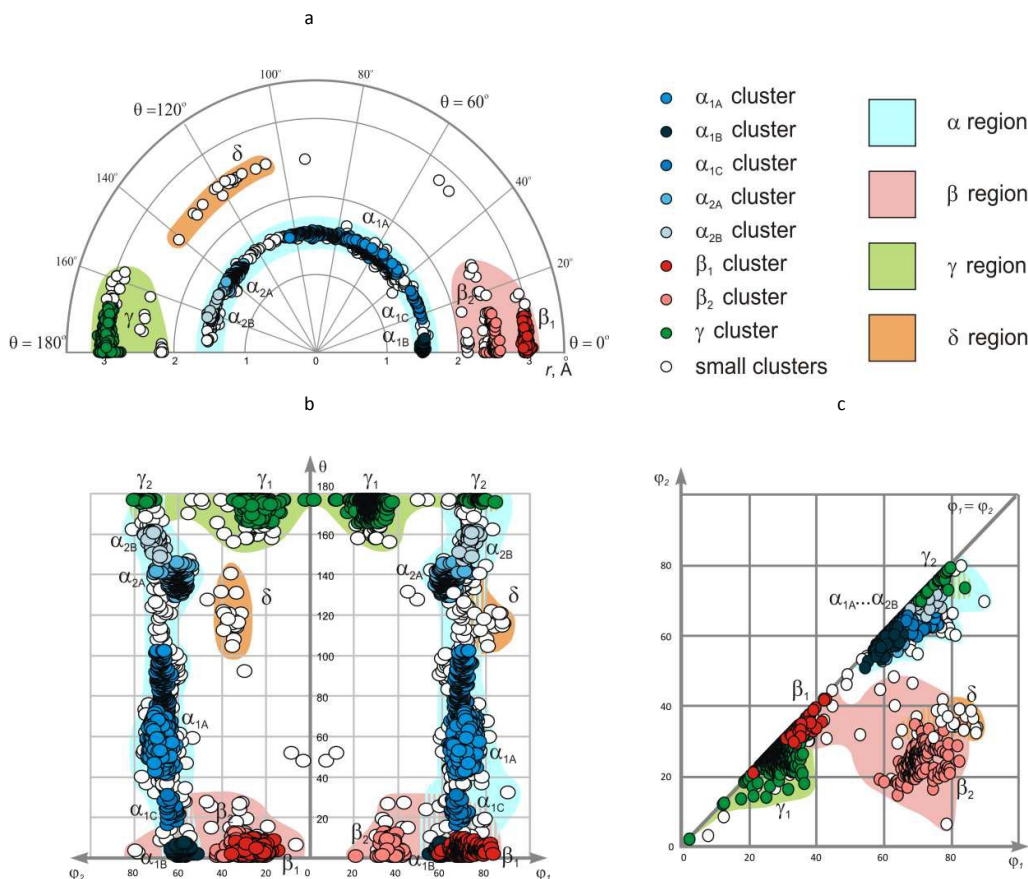 a
100°
80°
θ =120°
θ =60°
δ
140°
40°
α1A
160°
20°
α2A
α1C
β2
β1
γ
α2B
α1B
θ =180°
θ=0°
3
2
1
0
1
2
3
r, Å
α1A cluster
α1B cluster
α1C cluster
α2A cluster
α2B cluster
β1 cluster
β2 cluster
γ cluster
small clusters
α region
β region
γ region
δ region
b
c
γ2
γ1
θ
γ1
γ2
180
160
140
120
100
80
60
40
20
α2B
α2A
α2A
α2B
δ
δ
α1A
α1A
α1C
α1C
β2
β2
α1B
β1
α1B
β1
φ2
80
60
40
20
0
20
40
60
80
φ1
φ2
100
80
60
40
20
0
φ1= φ2
γ2
α1A...α2B
β1
δ
β2
γ1
0
20
40
60
80
φ1